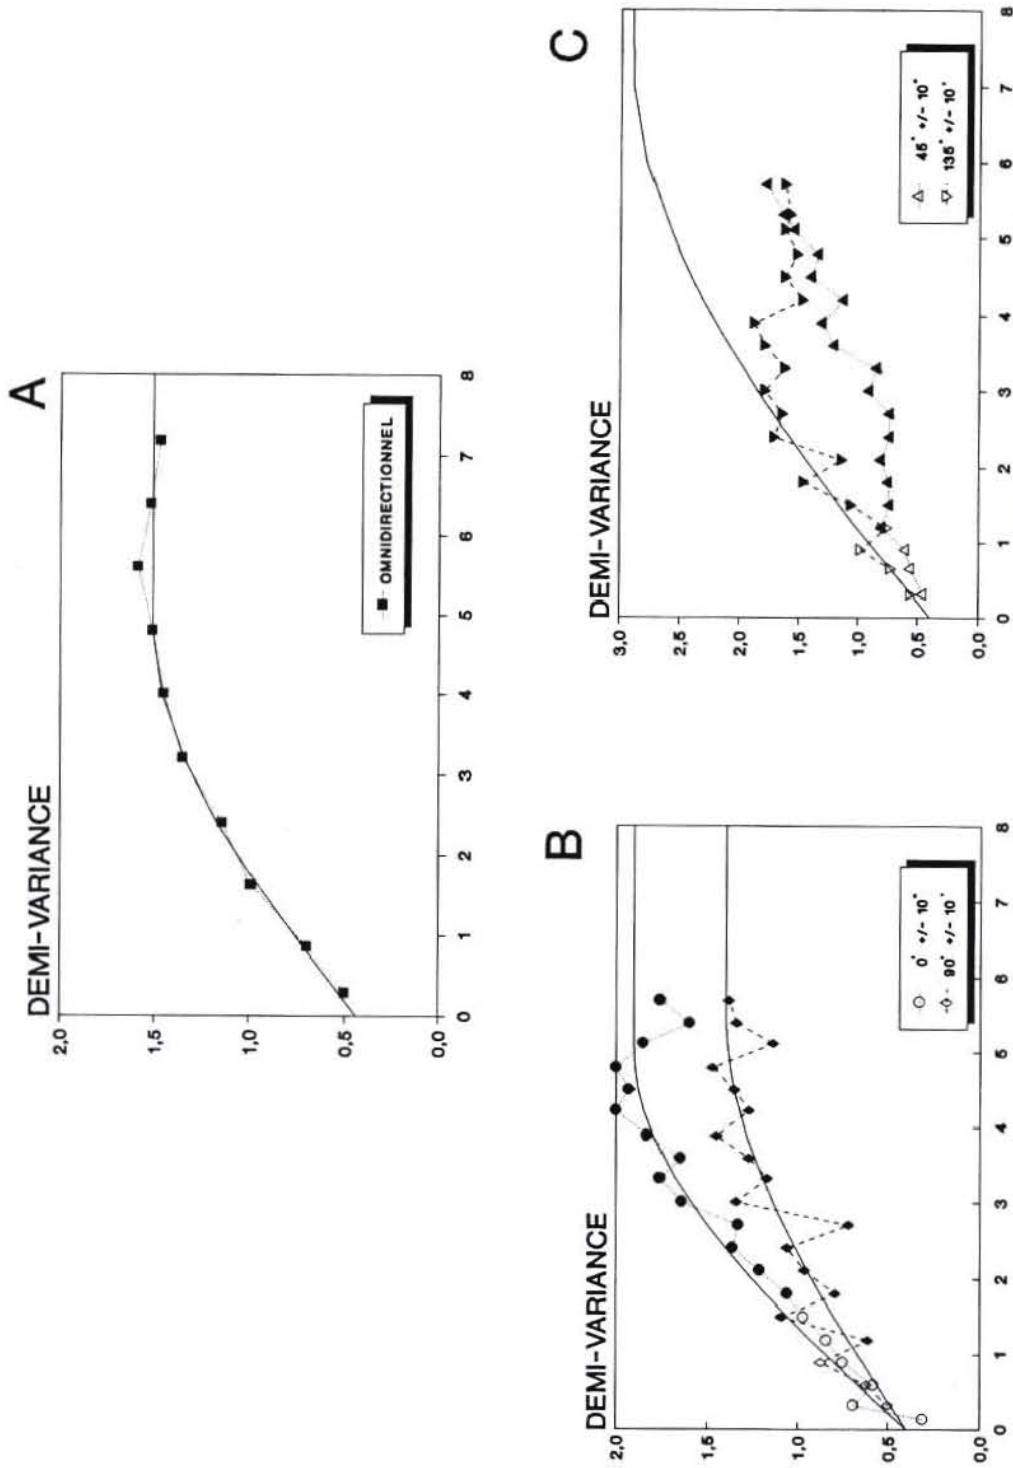 A
DEMI-VARIANCE
2,0
1,5
1,0
0,5
0,0
0 1 2 3 4 5 6 7 8
OMNIDIRECTIONNEL
B
DEMI-VARIANCE
2,0
1,5
1,0
0,5
0,0
0 1 2 3 4 5 6 7 8
0° +/- 10°
90° +/- 10°
C
DEMI-VARIANCE
3,0
2,5
2,0
1,5
1,0
0,5
0,0
0 1 2 3 4 5 6 7 8
45° +/- 10°
135° +/- 10°